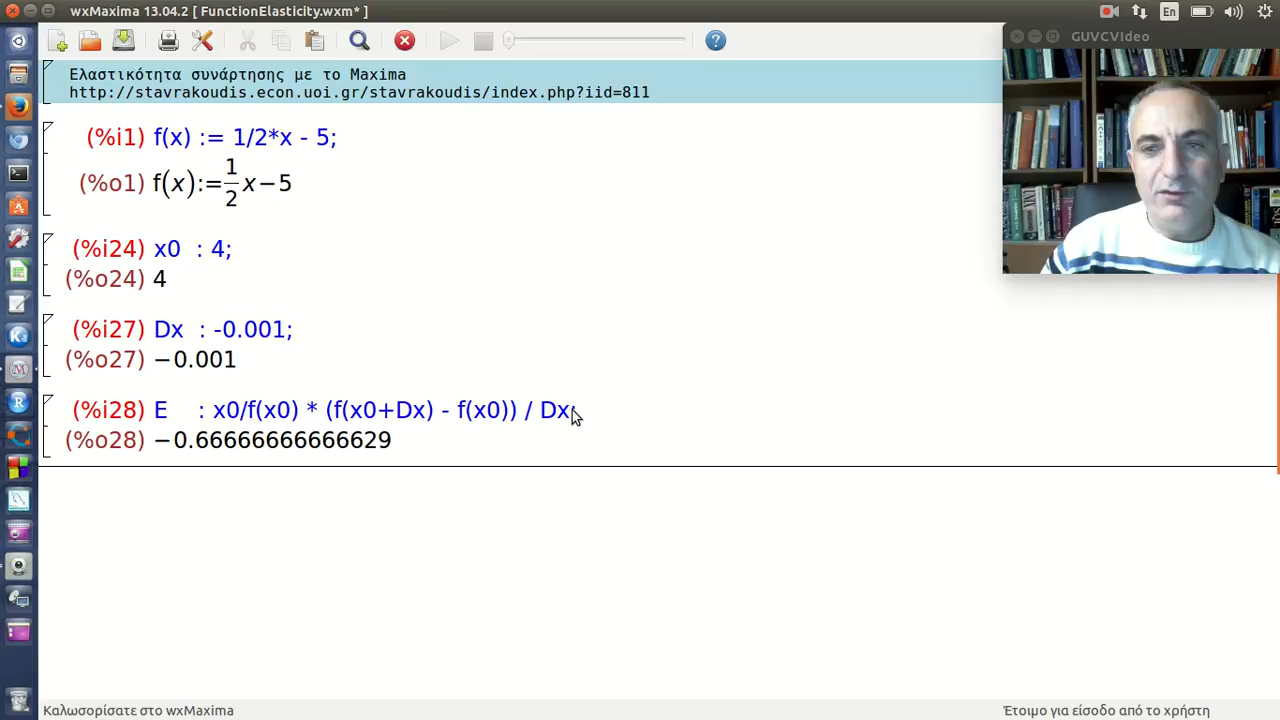 wxMaxima 13.04.2 [ FunctionElasticity.wxm* ]
En
GUVCVIdeo
Ελαστικότητα συνάρτησης με το Maxima
http://stavrakoudis.econ.uoi.gr/stavrakoudis/index.php?iid=811
(%i1) f(x) := 1/2*x - 5;
(%o1) f(x):=1/2 x−5
(%i24) x0 : 4;
(%o24) 4
(%i27) Dx : -0.001;
(%o27) −0.001
(%i28) E : x0/f(x0) * (f(x0+Dx) - f(x0)) / Dx;
(%o28) −0.66666666666629
Καλωσορίσατε στο wxMaxima
Έτοιμο για είσοδο από το χρήστη